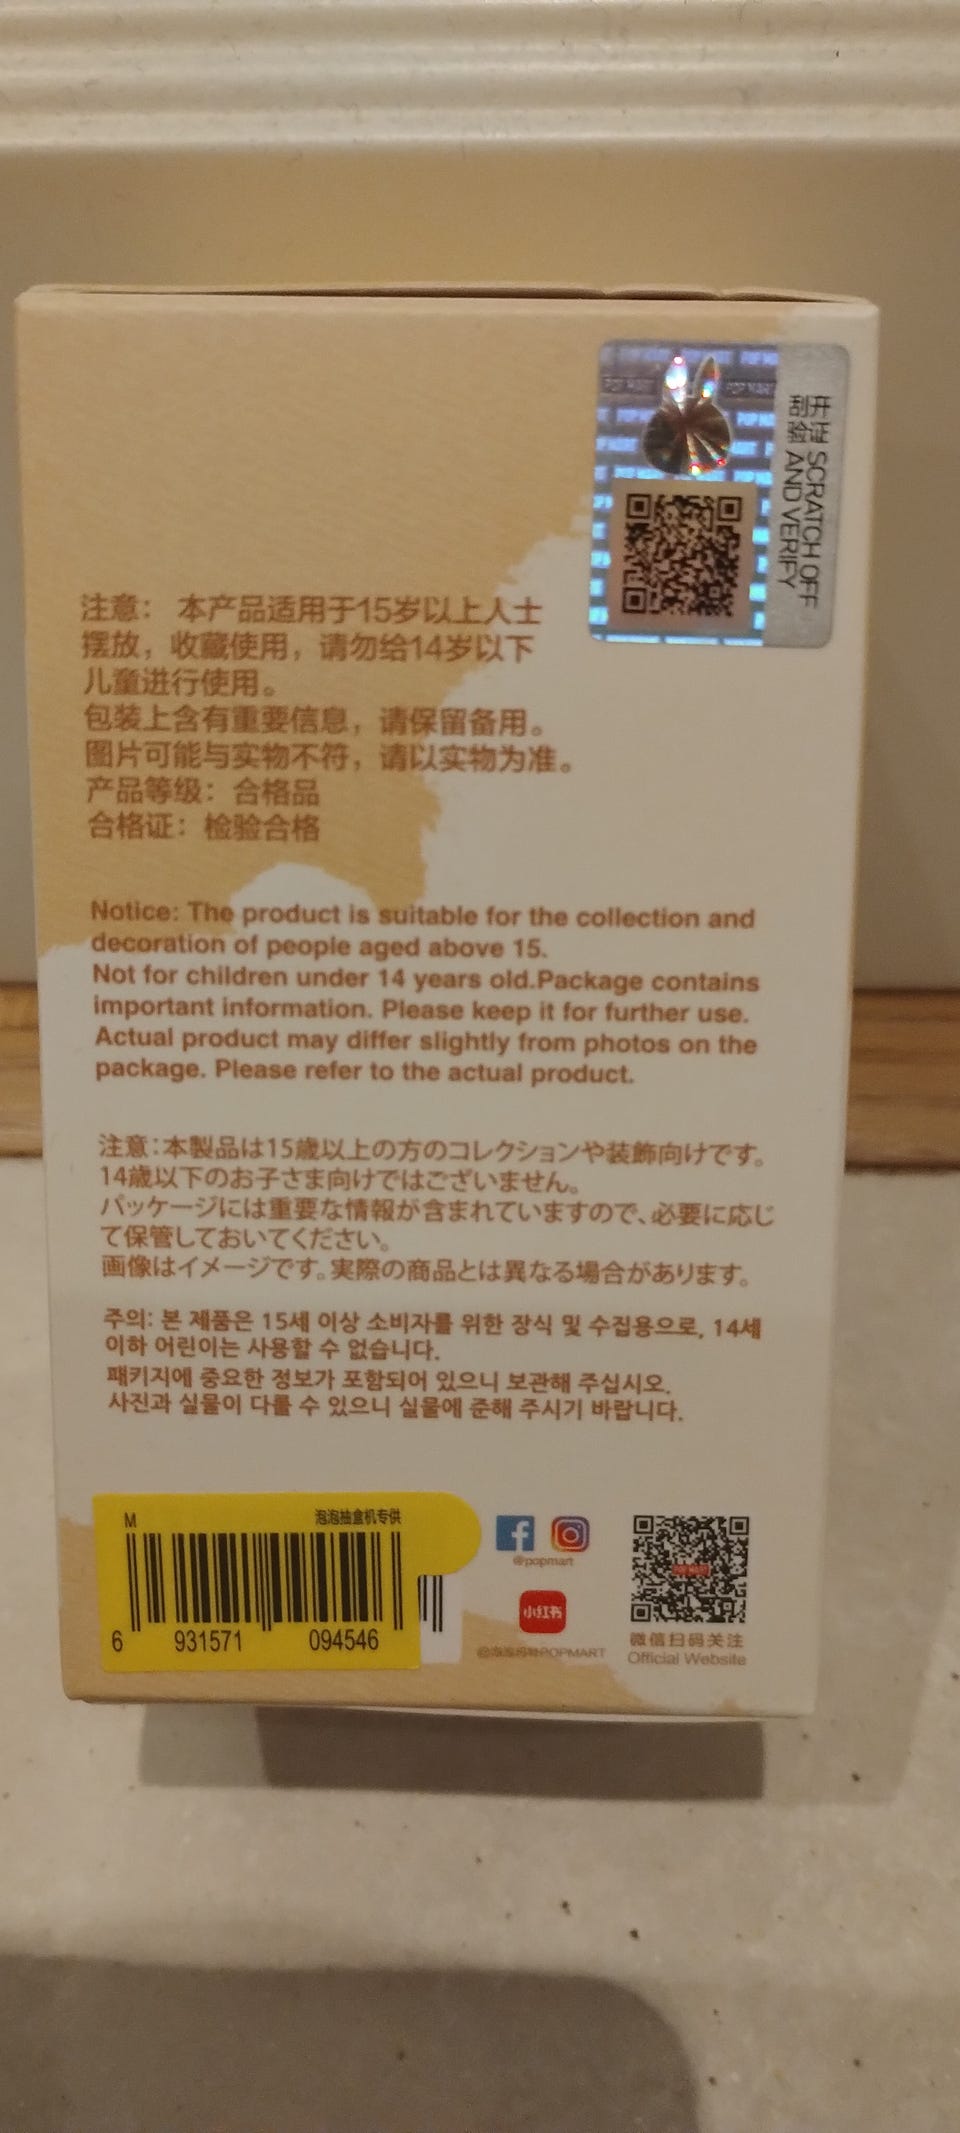 POP MART
开证 SCRATCH OFF
刮验 AND VERIFY
注意： 本产品适用于15岁以上人士
摆放，收藏使用，请勿给14岁以下
儿童进行使用。
包装上含有重要信息，请保留备用。
图片可能与实物不符，请以实物为准。
产品等级：合格品
合格证：检验合格
Notice: The product is suitable for the collection and
decoration of people aged above 15.
Not for children under 14 years old.Package contains
important information. Please keep it for further use.
Actual product may differ slightly from photos on the
package. Please refer to the actual product.
注意：本製品は15歳以上の方のコレクションや装飾向けです。
14歳以下のお子さま向けではございません。
パッケージには重要な情報が含まれていますので、必要に応じ
て保管しておいてください。
画像はイメージです。実際の商品とは異なる場合があります。
주의: 본 제품은 15세 이상 소비자를 위한 장식 및 수집용으로, 14세
이하 어린이는 사용할 수 없습니다.
패키지에 중요한 정보가 포함되어 있으니 보관해 주십시오.
사진과 실물이 다를 수 있으니 실물에 준해 주시기 바랍니다.
M 泡泡抽盒机专供
6 931571 094546
@popmart
小红书
@泡泡玛特POPMART
POP MART
微信扫码关注
Official Website